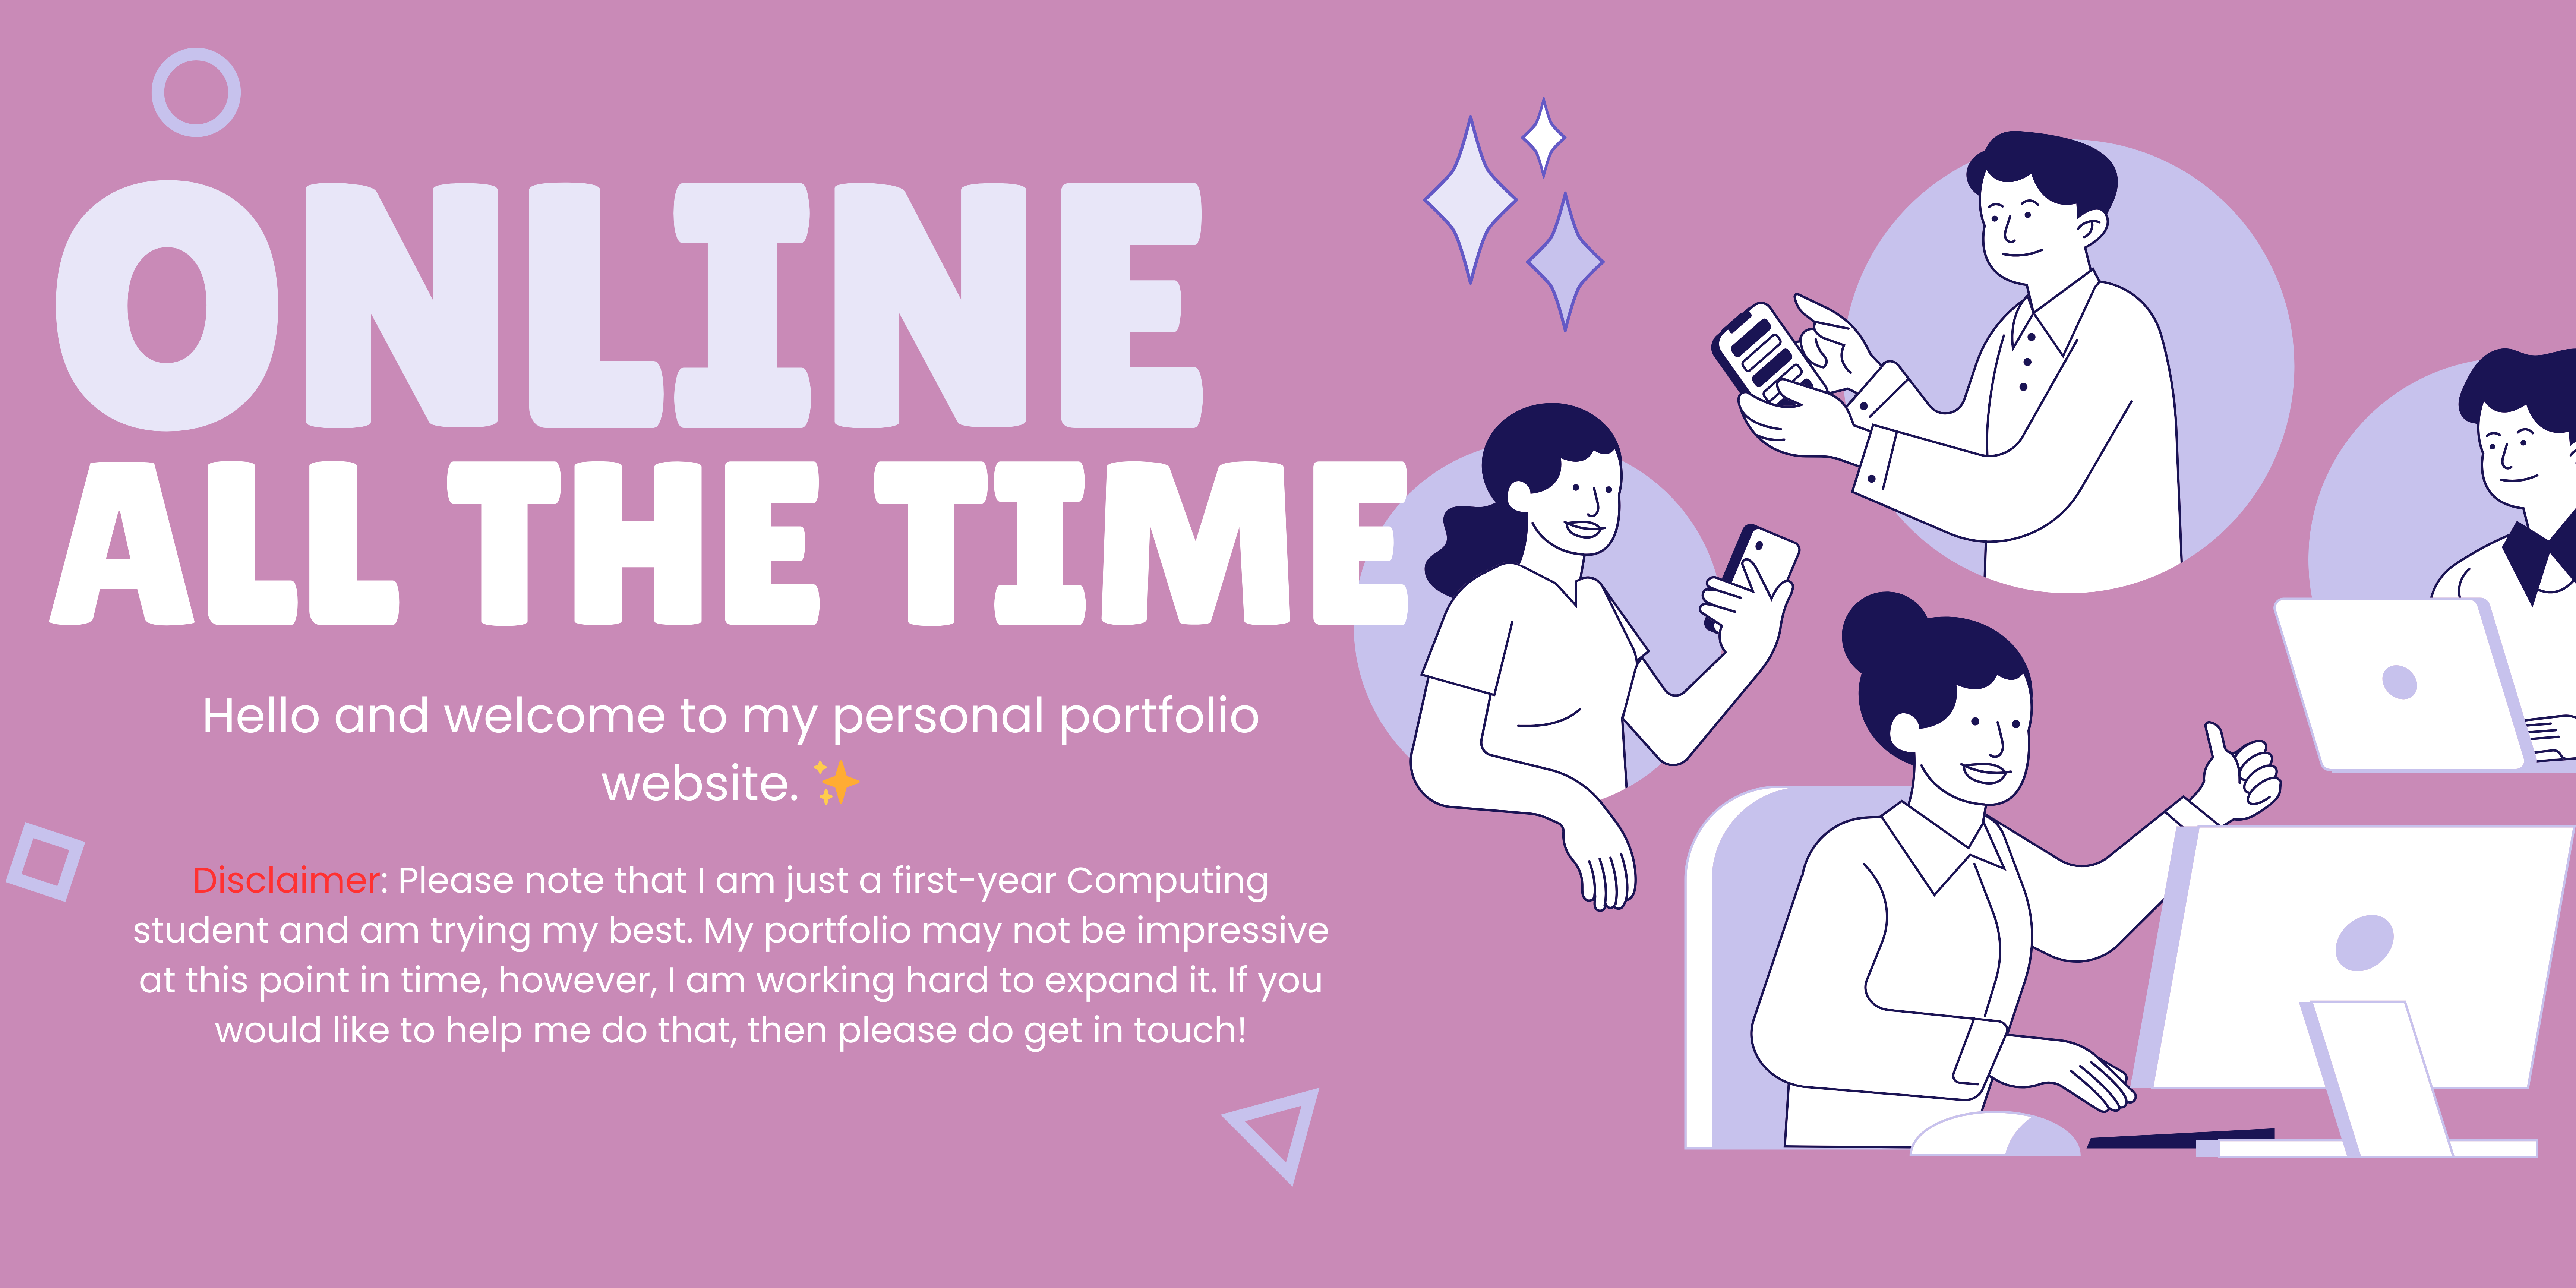 ONLINE
ALL THE TIME
Hello and welcome to my personal portfolio
website. ✨
Disclaimer: Please note that I am just a first-year Computing
student and am trying my best. My portfolio may not be impressive
at this point in time, however, I am working hard to expand it. If you
would like to help me do that, then please do get in touch!